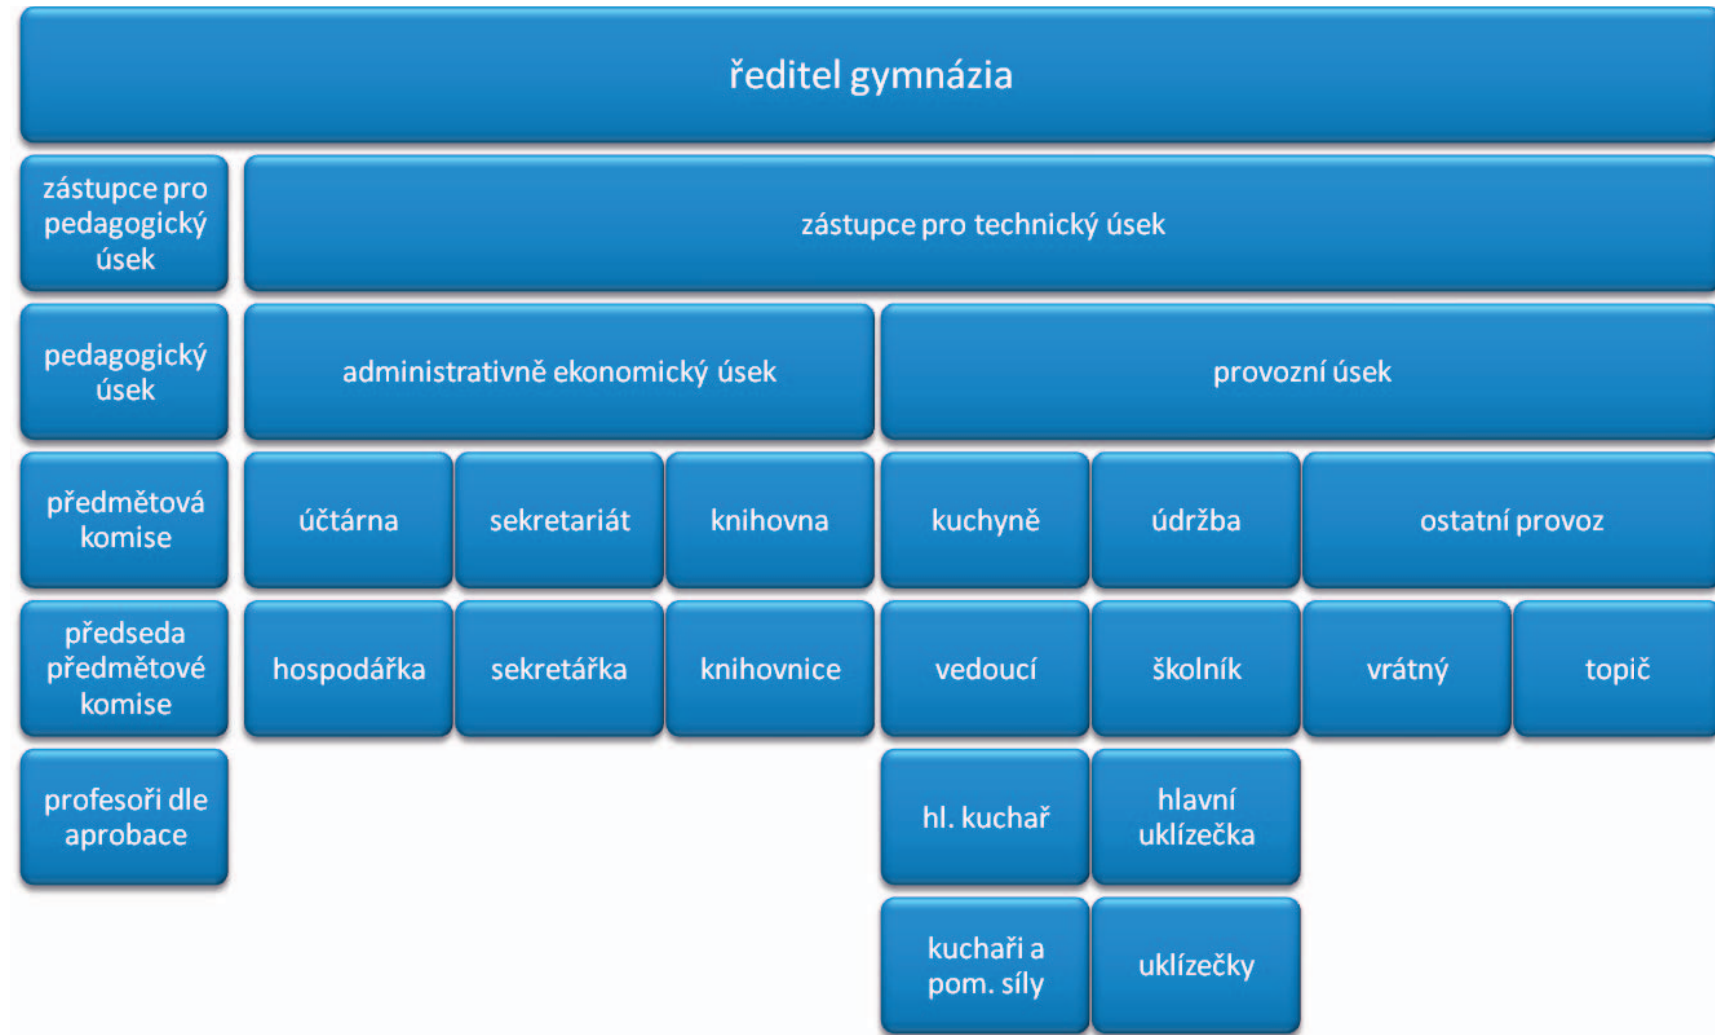 ředitel gymnázia
zástupce pro
pedagogický
úsek
zástupce pro technický úsek
pedagogický
úsek
administrativně ekonomický úsek
provozní úsek
předmětová
komise
účtárna
sekretariát
knihovna
kuchyně
údržba
ostatní provoz
předseda
předmětové
komise
hospodářka
sekretářka
knihovnice
vedoucí
školník
vrátný
topič
profesoři dle
aprobace
hl. kuchař
hlavní
uklízečka
kuchaři a
pom. síly
uklízečky